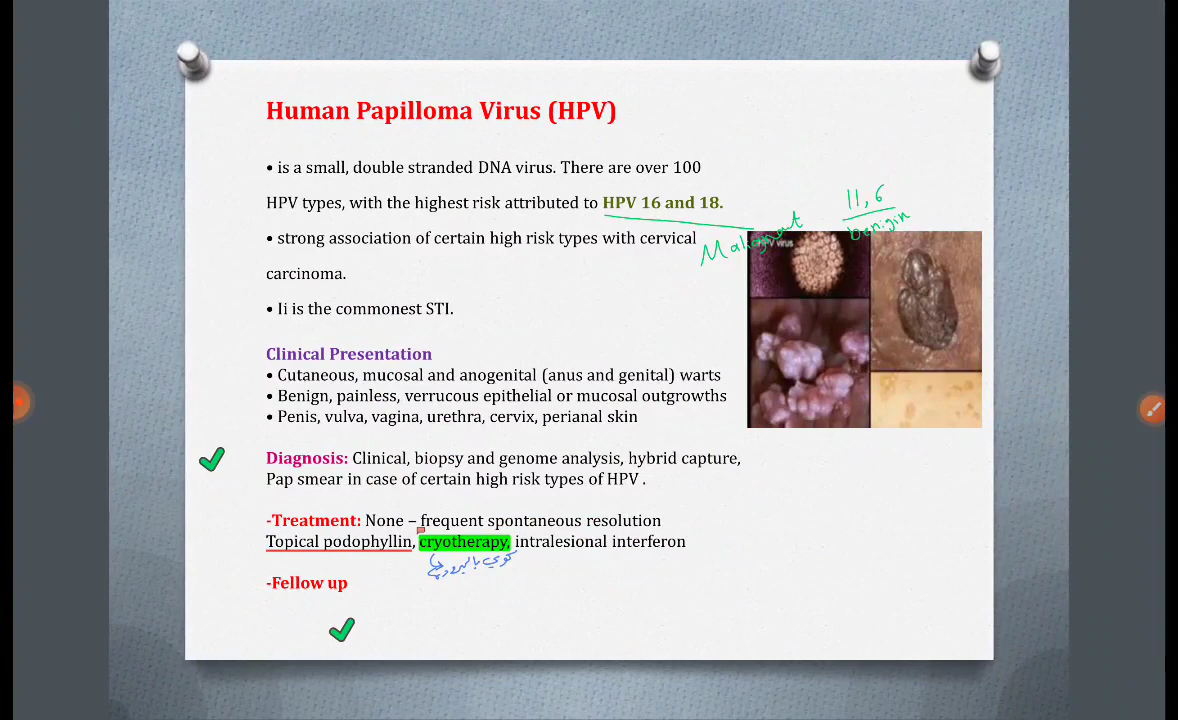 Human Papilloma Virus (HPV)
• is a small, double stranded DNA virus. There are over 100
HPV types, with the highest risk attributed to HPV 16 and 18.
11, 6
benigin
Malignant
• strong association of certain high risk types with cervical
carcinoma.
• Ii is the commonest STI.
Clinical Presentation
• Cutaneous, mucosal and anogenital (anus and genital) warts
• Benign, painless, verrucous epithelial or mucosal outgrowths
• Penis, vulva, vagina, urethra, cervix, perianal skin
Diagnosis: Clinical, biopsy and genome analysis, hybrid capture,
Pap smear in case of certain high risk types of HPV .
-Treatment: None – frequent spontaneous resolution
Topical podophyllin, cryotherapy, intralesional interferon
كوي بالبرودة
-Fellow up